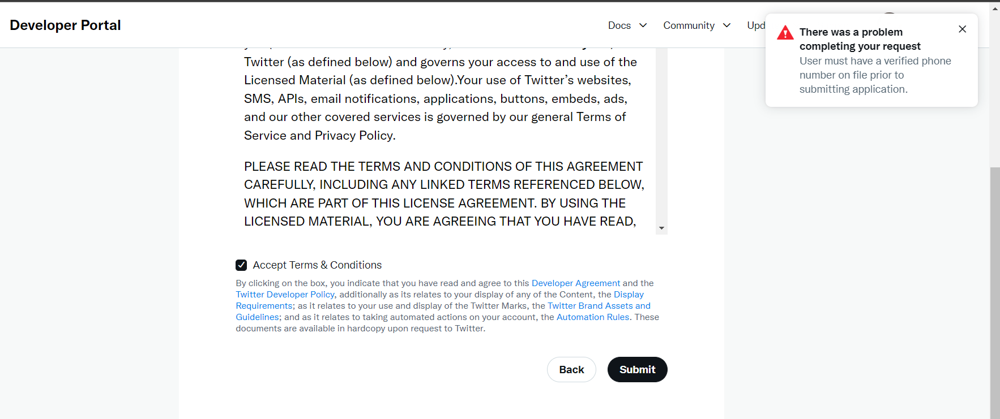 Developer Portal
Docs
Community
Upd
There was a problem
completing your request
User must have a verified phone
number on file prior to
submitting application.
Twitter (as defined below) and governs your access to and use of the
Licensed Material (as defined below).Your use of Twitter’s websites,
SMS, APIs, email notifications, applications, buttons, embeds, ads,
and our other covered services is governed by our general Terms of
Service and Privacy Policy.
PLEASE READ THE TERMS AND CONDITIONS OF THIS AGREEMENT
CAREFULLY, INCLUDING ANY LINKED TERMS REFERENCED BELOW,
WHICH ARE PART OF THIS LICENSE AGREEMENT. BY USING THE
LICENSED MATERIAL, YOU ARE AGREEING THAT YOU HAVE READ,
Accept Terms & Conditions
By clicking on the box, you indicate that you have read and agree to this Developer Agreement and the
Twitter Developer Policy, additionally as its relates to your display of any of the Content, the Display
Requirements; as it relates to your use and display of the Twitter Marks, the Twitter Brand Assets and
Guidelines; and as it relates to taking automated actions on your account, the Automation Rules. These
documents are available in hardcopy upon request to Twitter.
Back
Submit